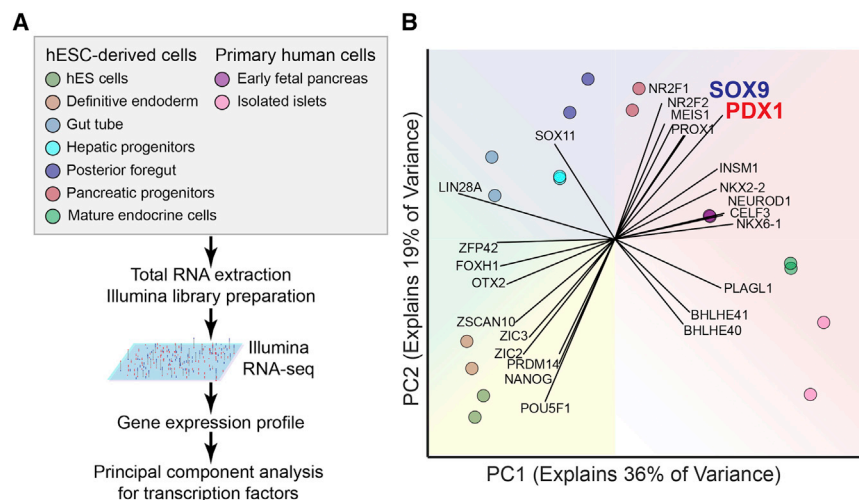 A
hESC-derived cells
hES cells
Definitive endoderm
Gut tube
Hepatic progenitors
Posterior foregut
Pancreatic progenitors
Mature endocrine cells
Primary human cells
Early fetal pancreas
Isolated islets
Total RNA extraction
Illumina library preparation
Illumina
RNA-seq
Gene expression profile
Principal component analysis
for transcription factors
B
PC2 (Explains 19% of Variance)
NR2F1
SOX9
NR2F2
PDX1
MEIS1
PROX1
SOX11
INSM1
LIN28A
NKX2-2
NEUROD1
CELF3
NKX6-1
ZFP42
FOXH1
OTX2
PLAGL1
ZSCAN10
BHLHE41
ZIC3
BHLHE40
ZIC2
PRDM14
NANOG
POU5F1
PC1 (Explains 36% of Variance)